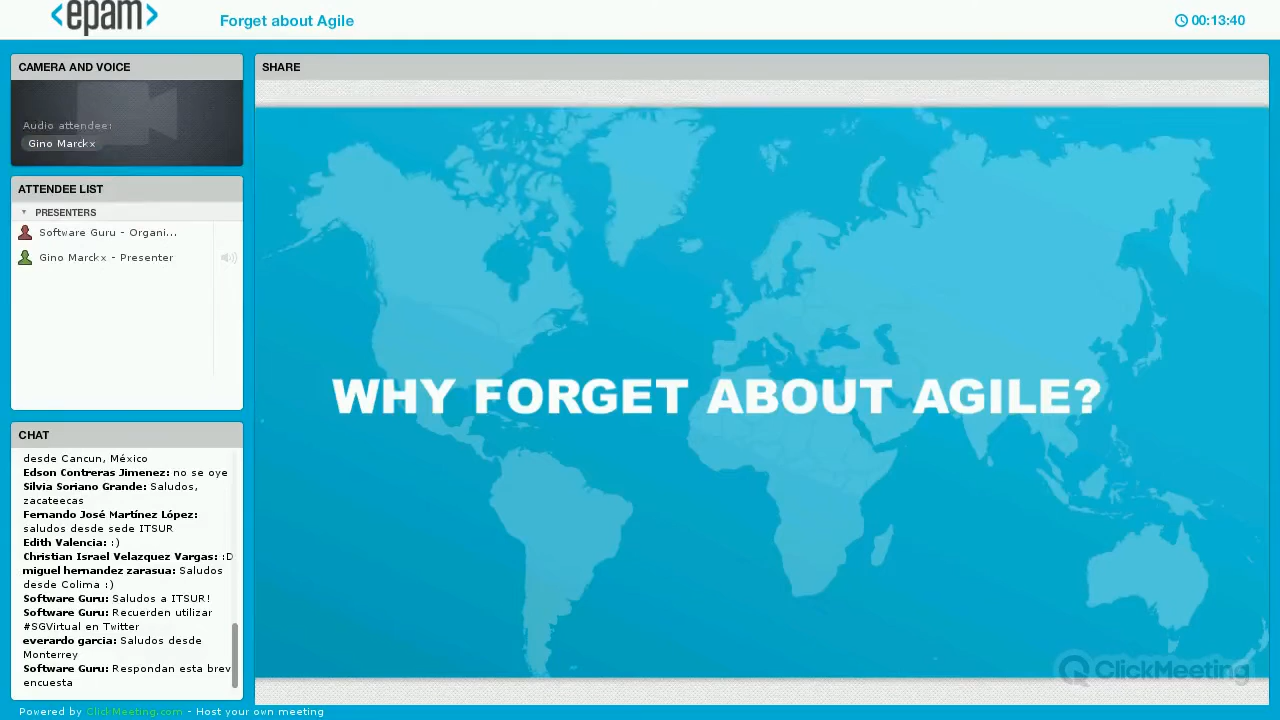 <epam>
Forget about Agile
00:13:40
CAMERA AND VOICE
Audio attendee:
Gino Marckx
ATTENDEE LIST
PRESENTERS
Software Guru - Organi...
Gino Marckx - Presenter
CHAT
desde Cancun, México
Edson Contreras Jimenez: no se oye
Silvia Soriano Grande: Saludos,
zacateecas
Fernando José Martínez López:
saludos desde sede ITSUR
Edith Valencia: :)
Christian Israel Velazquez Vargas: :D
miguel hernandez zarasua: Saludos
desde Colima :)
Software Guru: Saludos a ITSUR!
Software Guru: Recuerden utilizar
#SGVirtual en Twitter
everardo garcia: Saludos desde
Monterrey
Software Guru: Respondan esta brev
encuesta
SHARE
WHY FORGET ABOUT AGILE?
ClickMeeting
Powered by ClickMeeting.com - Host your own meeting